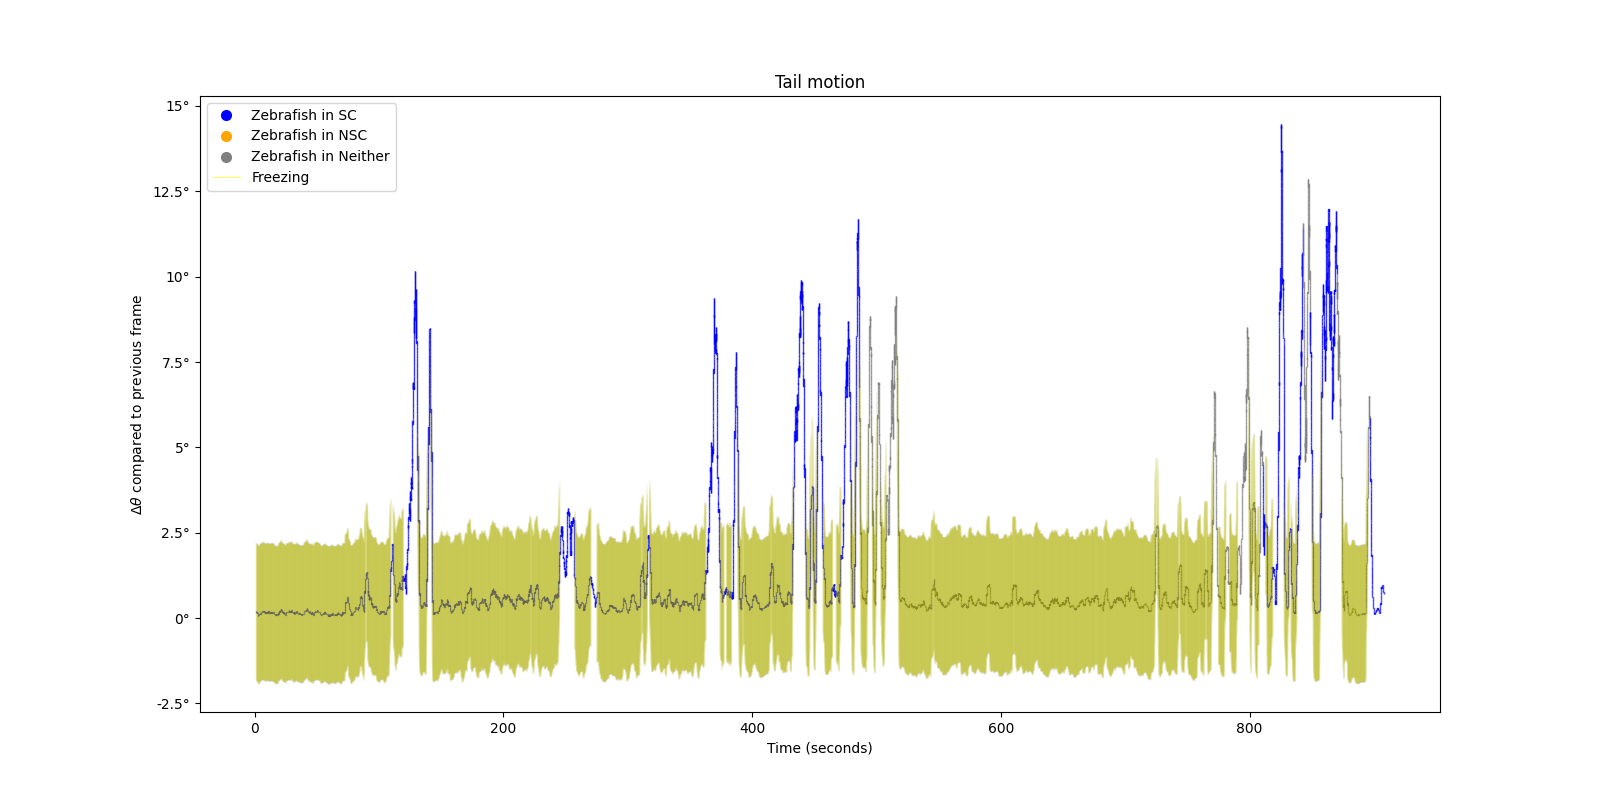 Tail motion
15°
12.5°
10°
7.5°
5°
2.5°
0°
-2.5°
Δθ compared to previous frame
Zebrafish in SC
Zebrafish in NSC
Zebrafish in Neither
Freezing
0 200 400 600 800
Time (seconds)